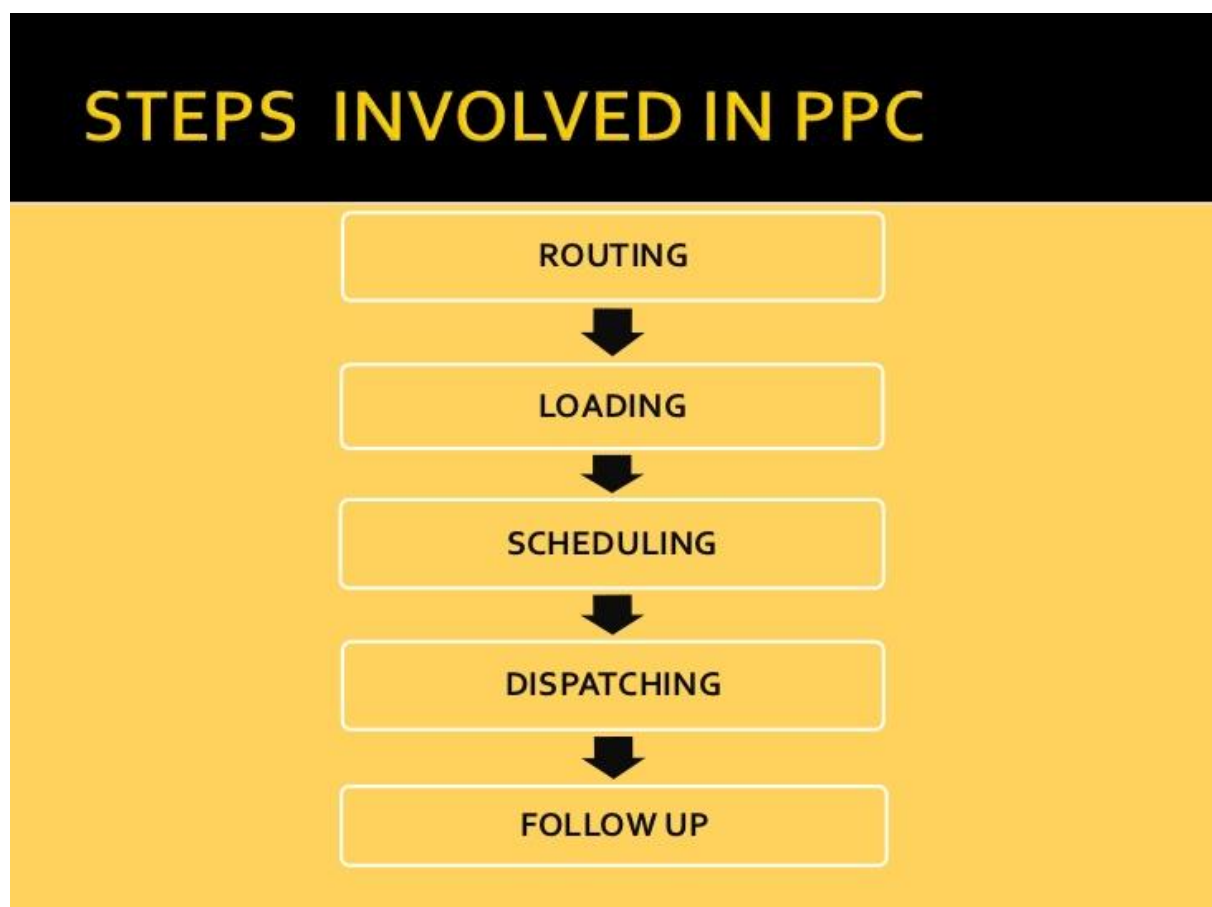 STEPS INVOLVED IN PPC
ROUTING
LOADING
SCHEDULING
DISPATCHING
FOLLOW UP